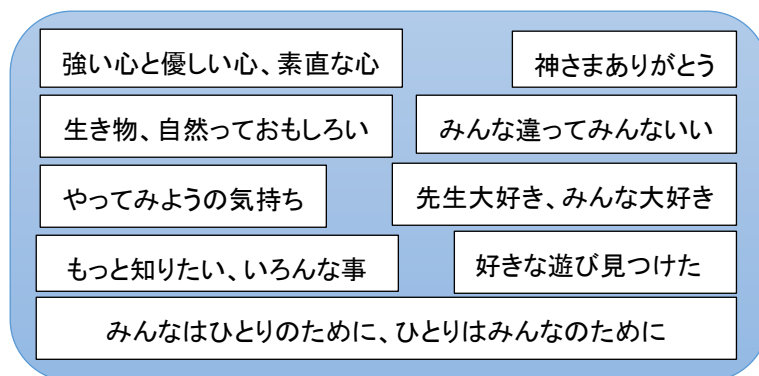 強い心と優しい心、素直な心
神さまありがとう
生き物、自然っておもしろい
みんな違ってみんないい
やってみようの気持ち
先生大好き、みんな大好き
もっと知りたい、いろんな事
好きな遊び見つけた
みんなはひとりのために、ひとりはみんなのために